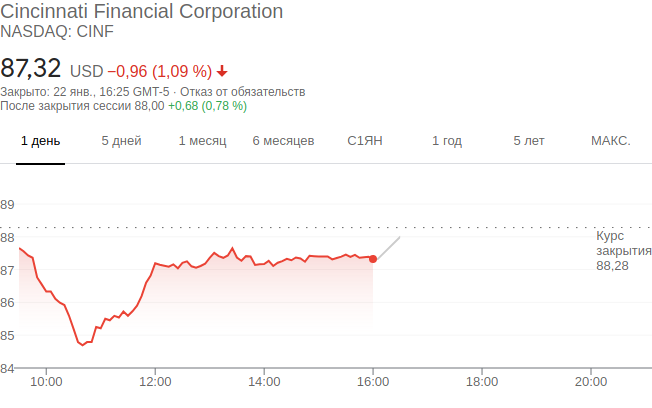 Cincinnati Financial Corporation
NASDAQ: CINF
87,32 USD −0,96 (1,09 %)
Закрыто: 22 янв., 16:25 GMT-5 · Отказ от обязательств
После закрытия сессии 88,00 +0,68 (0,78 %)
1 день 5 дней 1 месяц 6 месяцев С1ЯН 1 год 5 лет МАКС.
89
88
87
86
85
84
Курс
закрытия
88,28
10:00 12:00 14:00 16:00 18:00 20:00